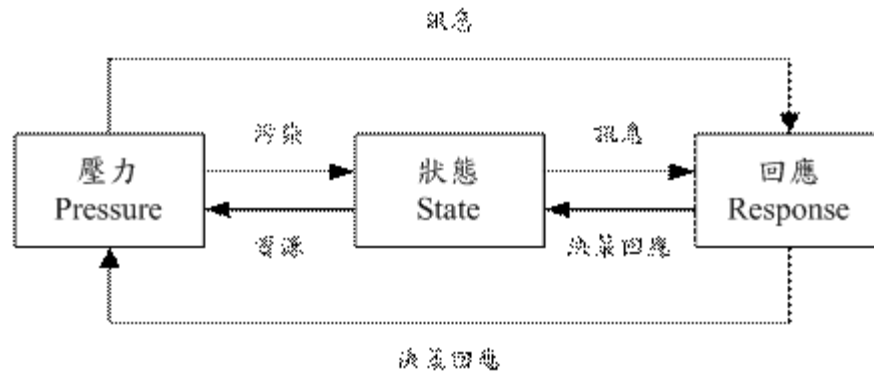 訊息
壓力
Pressure
污染
資源
狀態
State
訊息
決策回應
回應
Response
決策回應